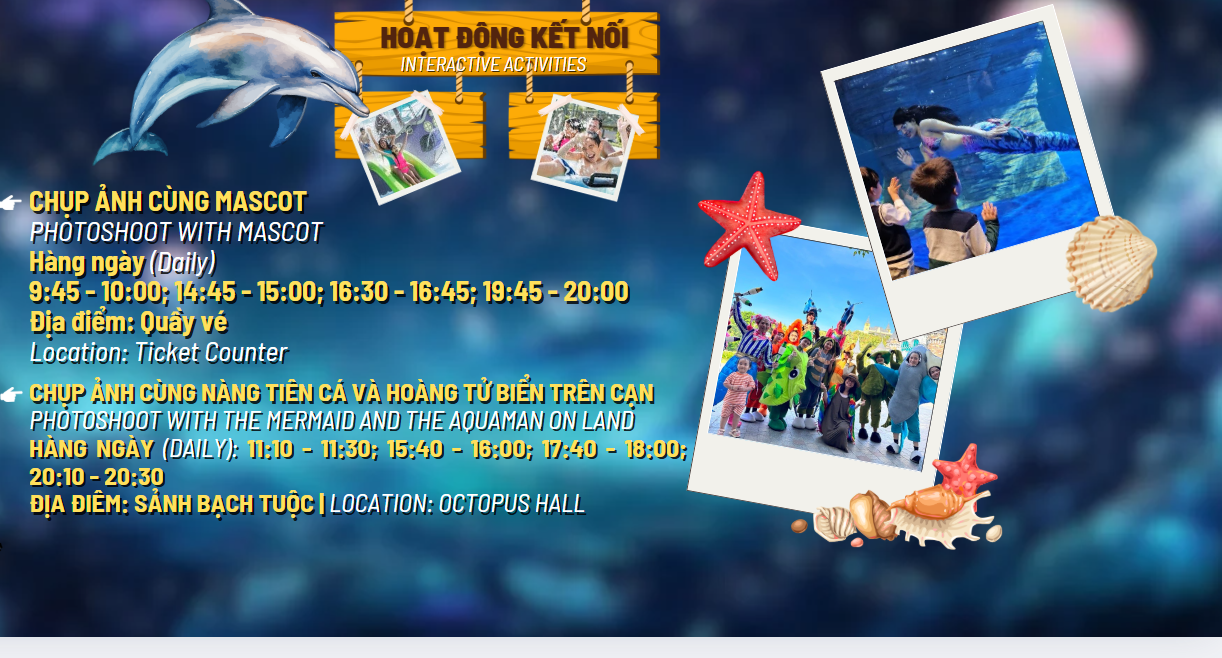 HOẠT ĐỘNG KẾT NỐI
INTERACTIVE ACTIVITIES
CHỤP ẢNH CÙNG MASCOT
PHOTOSHOOT WITH MASCOT
Hàng ngày (Daily)
9:45 - 10:00; 14:45 - 15:00; 16:30 - 16:45; 19:45 - 20:00
Địa điểm: Quầy vé
Location: Ticket Counter
CHỤP ẢNH CÙNG NÀNG TIÊN CÁ VÀ HOÀNG TỬ BIỂN TRÊN CẠN
PHOTOSHOOT WITH THE MERMAID AND THE AQUAMAN ON LAND
HÀNG NGÀY (DAILY): 11:10 - 11:30; 15:40 - 16:00; 17:40 - 18:00;
20:10 - 20:30
ĐỊA ĐIỂM: SẢNH BẠCH TUỘC | LOCATION: OCTOPUS HALL